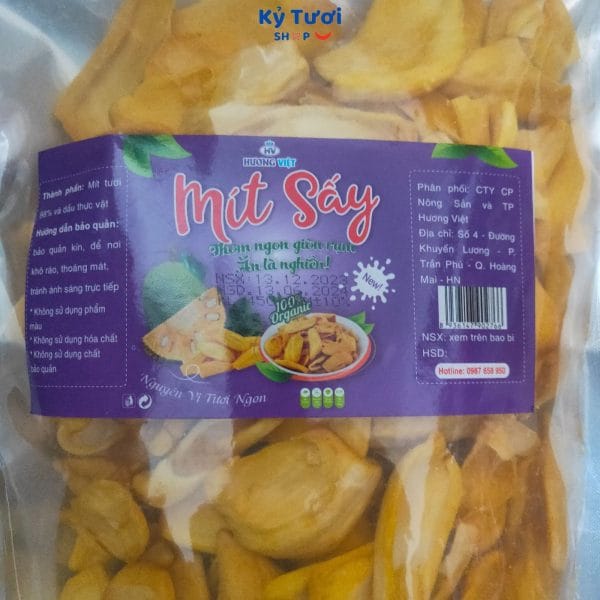 Kỷ Tươi
SHOP
HV
HƯƠNG VIỆT
Mít Sấy
Thơm ngon giòn rụm
Ăn là nghiền!
NSX: 13.12.2023
New!
100%
Organic
Nguyên Vị Tươi Ngon
Thành phần: Mít tươi
98% và dầu thực vật
Hướng dẫn bảo quản:
bảo quản kín, để nơi
khô ráo, thoáng mát,
tránh ánh sáng trực tiếp
* Không sử dụng phẩm
màu
* Không sử dụng hóa chất
* Không sử dụng chất
bảo quản
Phân phối: CTY CP
Nông Sản và TP
Hương Việt
Địa chỉ: Số 4 - Đường
Khuyến Lương - P.
Trần Phú - Q. Hoàng
Mai - HN
NSX: xem trên bao bì
HSD:
Hotline: 0987 658 950